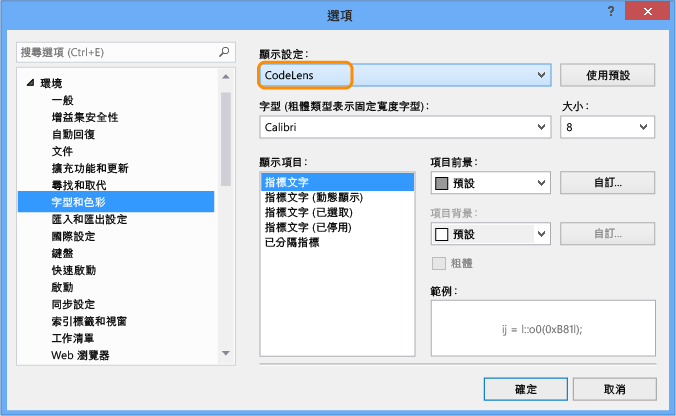 選項
?
搜尋選項 (Ctrl+E)
環境
一般
增益集安全性
自動回復
文件
擴充功能和更新
尋找和取代
字型和色彩
匯入和匯出設定
國際設定
鍵盤
快速啟動
啟動
同步設定
索引標籤和視窗
工作清單
Web 瀏覽器
顯示設定:
CodeLens
使用預設
字型 (粗體類型表示固定寬度字型):
大小:
Calibri
8
顯示項目:
指標文字
指標文字 (動態顯示)
指標文字 (已選取)
指標文字 (已停用)
已分隔指標
項目前景:
預設
自訂...
項目背景:
預設
自訂...
粗體
範例:
ij = I::o0(0xB81l);
確定
取消